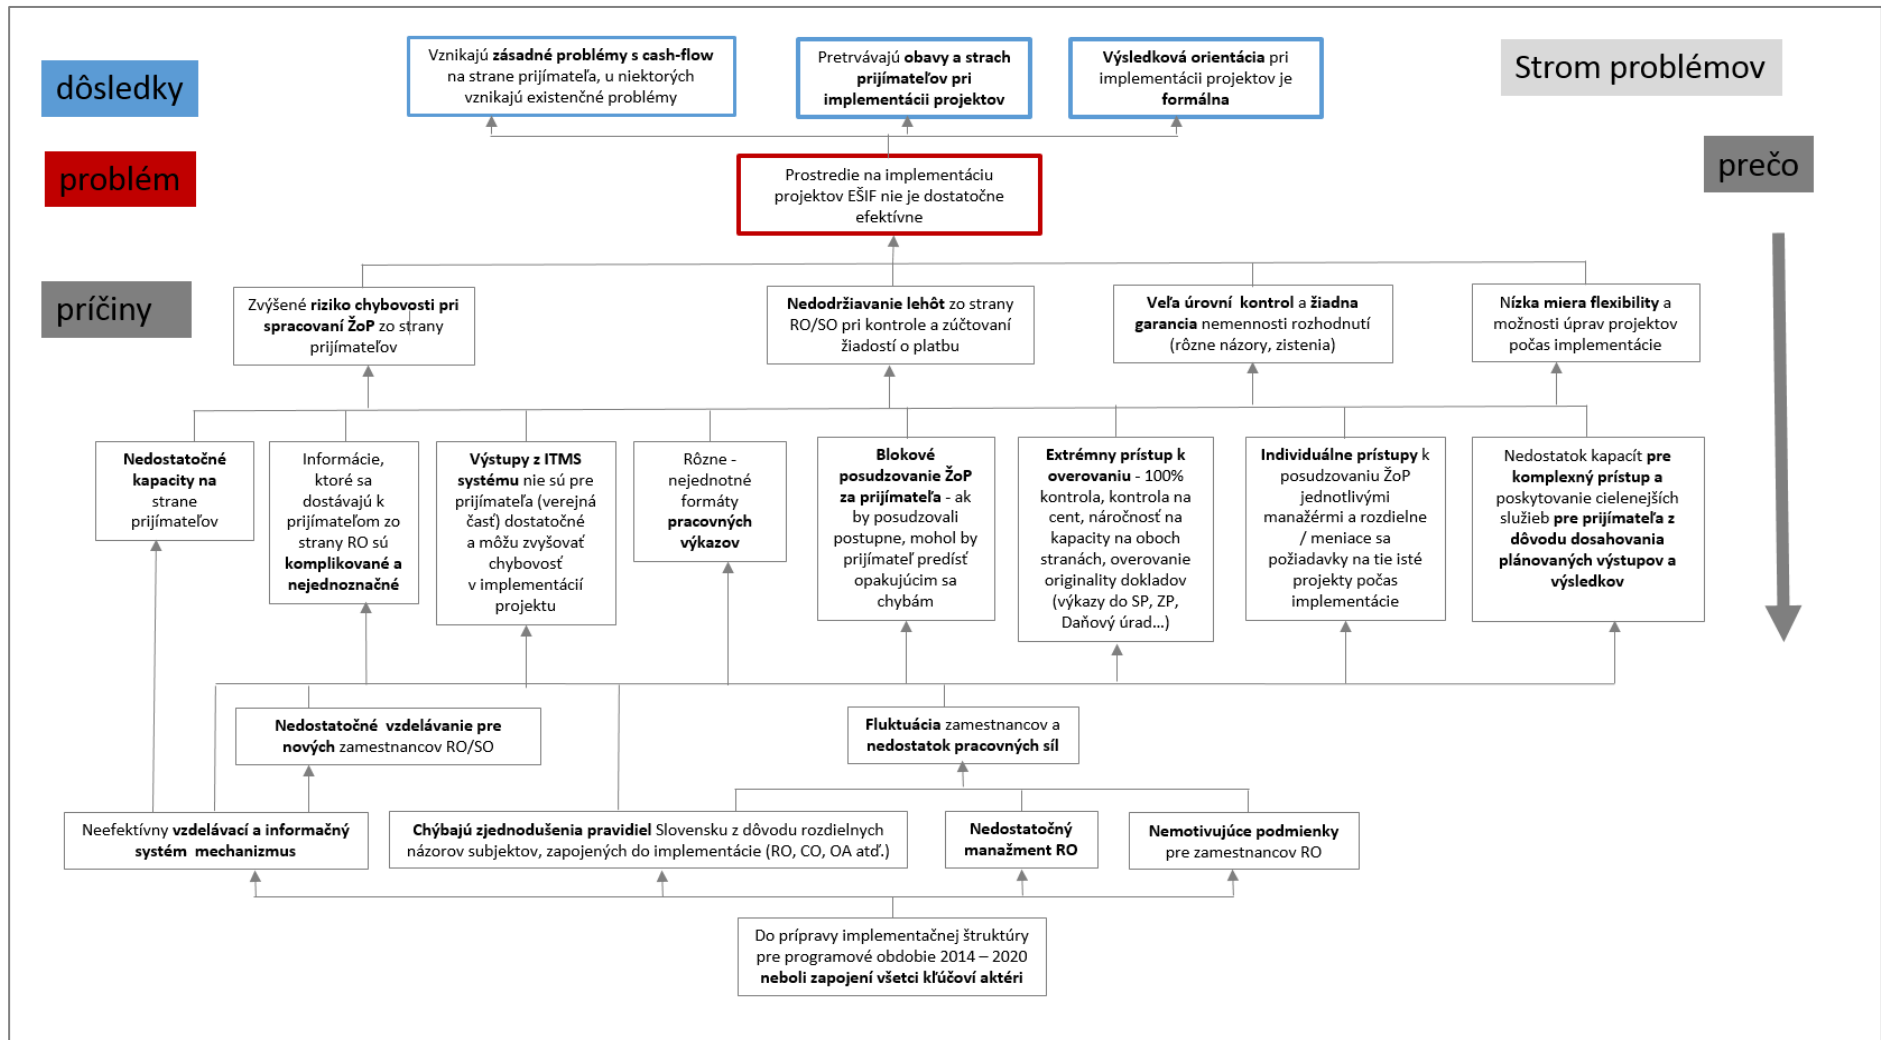 Strom problémov
dôsledky
Vznikajú zásadné problémy s cash-flow
na strane prijímateľa, u niektorých
vznikajú existenčné problémy
Pretrvávajú obavy a strach
prijímateľov pri
implementácii projektov
Výsledková orientácia pri
implementácii projektov je
formálna
problém
Prostredie na implementáciu
projektov EŠIF nie je dostatočne
efektívne
prečo
príčiny
Zvýšené riziko chybovosti pri
spracovaní ŽoP zo strany
prijímateľov
Nedodržiavanie lehôt zo strany
RO/SO pri kontrole a zúčtovaní
žiadostí o platbu
Veľa úrovní kontrol a žiadna
garancia nemennosti rozhodnutí
(rôzne názory, zistenia)
Nízka miera flexibility a
možnosti úprav projektov
počas implementácie
Nedostatočné
kapacity na
strane
prijímateľov
Informácie,
ktoré sa
dostávajú k
prijímateľom zo
strany RO sú
komplikované a
nejednoznačné
Výstupy z ITMS
systému nie sú pre
prijímateľa (verejná
časť) dostatočné
a môžu zvyšovať
chybovosť
v implementácií
projektu
Rôzne -
nejednotné
formáty
pracovných
výkazov
Blokové
posudzovanie ŽoP
za prijímateľa - ak
by posudzovali
postupne, mohol by
prijímateľ predísť
opakujúcim sa
chybám
Extrémny prístup k
overovaniu - 100%
kontrola, kontrola na
cent, náročnosť na
kapacity na oboch
stranách, overovanie
originality dokladov
(výkazy do SP, ZP,
Daňový úrad...)
Individuálne prístupy k
posudzovaniu ŽoP
jednotlivými
manažérmi a rozdielne
/ meniace sa
požiadavky na tie isté
projekty počas
implementácie
Nedostatok kapacít pre
komplexný prístup a
poskytovanie cielenejších
služieb pre prijímateľa z
dôvodu dosahovania
plánovaných výstupov a
výsledkov
Nedostatočné vzdelávanie pre
nových zamestnancov RO/SO
Fluktuácia zamestnancov a
nedostatok pracovných síl
Neefektívny vzdelávací a informačný
systém mechanizmus
Chýbajú zjednodušenia pravidiel Slovensku z dôvodu rozdielnych
názorov subjektov, zapojených do implementácie (RO, CO, OA atď.)
Nedostatočný
manažment RO
Nemotivujúce podmienky
pre zamestnancov RO
Do prípravy implementačnej štruktúry
pre programové obdobie 2014 – 2020
neboli zapojení všetci kľúčoví aktéri